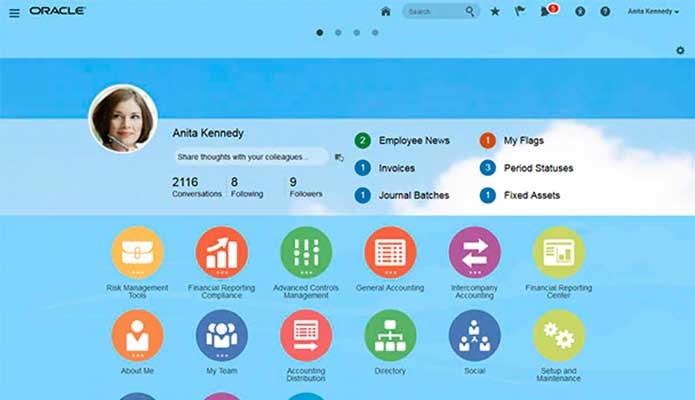 ORACLE
Search
5
Anita Kennedy
Anita Kennedy
Share thoughts with your colleagues...
2116
Conversations
8
Following
9
Followers
2 Employee News
1 My Flags
1 Invoices
3 Period Statuses
1 Journal Batches
1 Fixed Assets
Risk Management
Tools
Financial Reporting
Compliance
Advanced Controls
Management
General Accounting
Intercompany
Accounting
Financial Reporting
Center
About Me
My Team
Accounting
Distribution
Directory
Social
Setup and
Maintenance